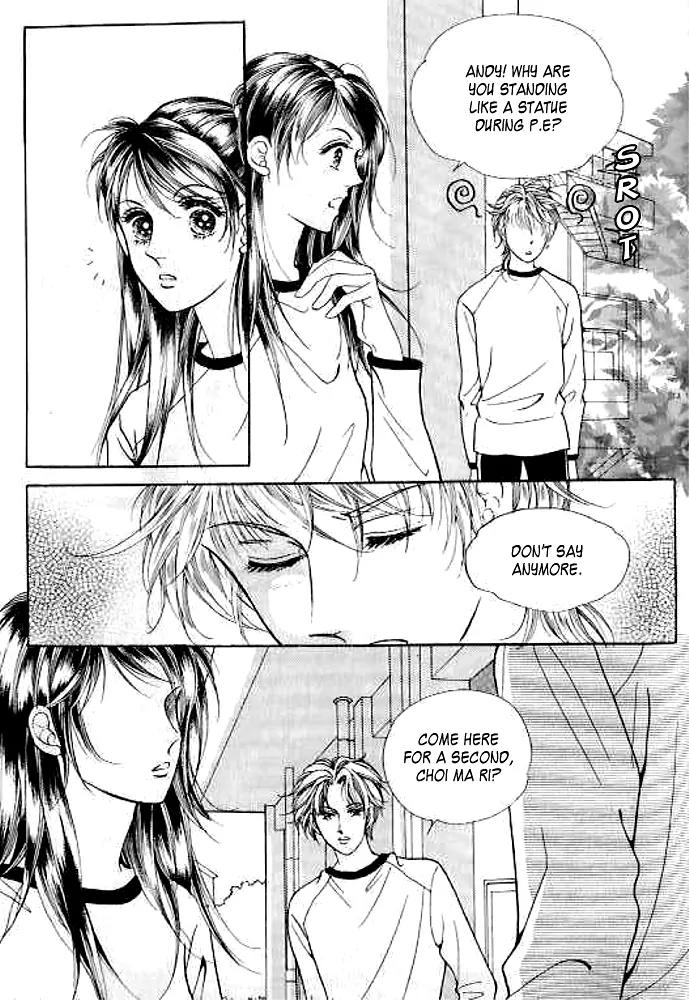 ANDY! WHY ARE
YOU STANDING
LIKE A STATUE
DURING P.E?
SROT
DON'T SAY
ANYMORE.
COME HERE
FOR A SECOND,
CHOI MA RI?